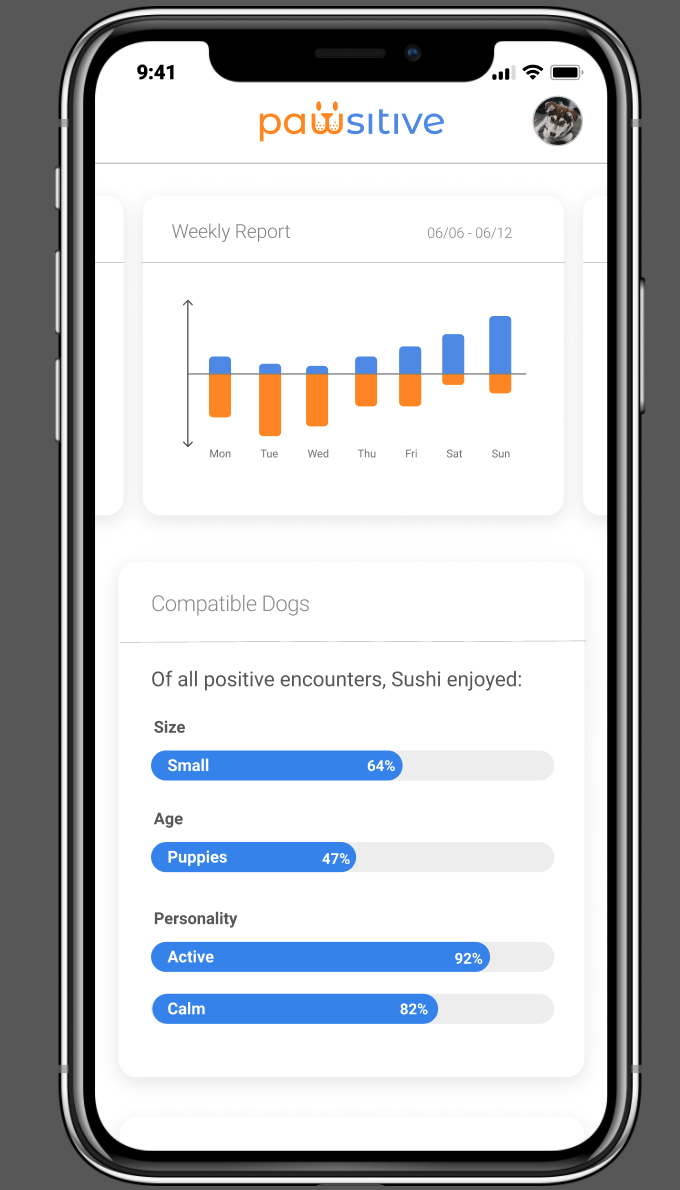 9:41
pawsitive
Weekly Report 06/06 - 06/12
Mon Tue Wed Thu Fri Sat Sun
Compatible Dogs
Of all positive encounters, Sushi enjoyed:
Size
Small 64%
Age
Puppies 47%
Personality
Active 92%
Calm 82%